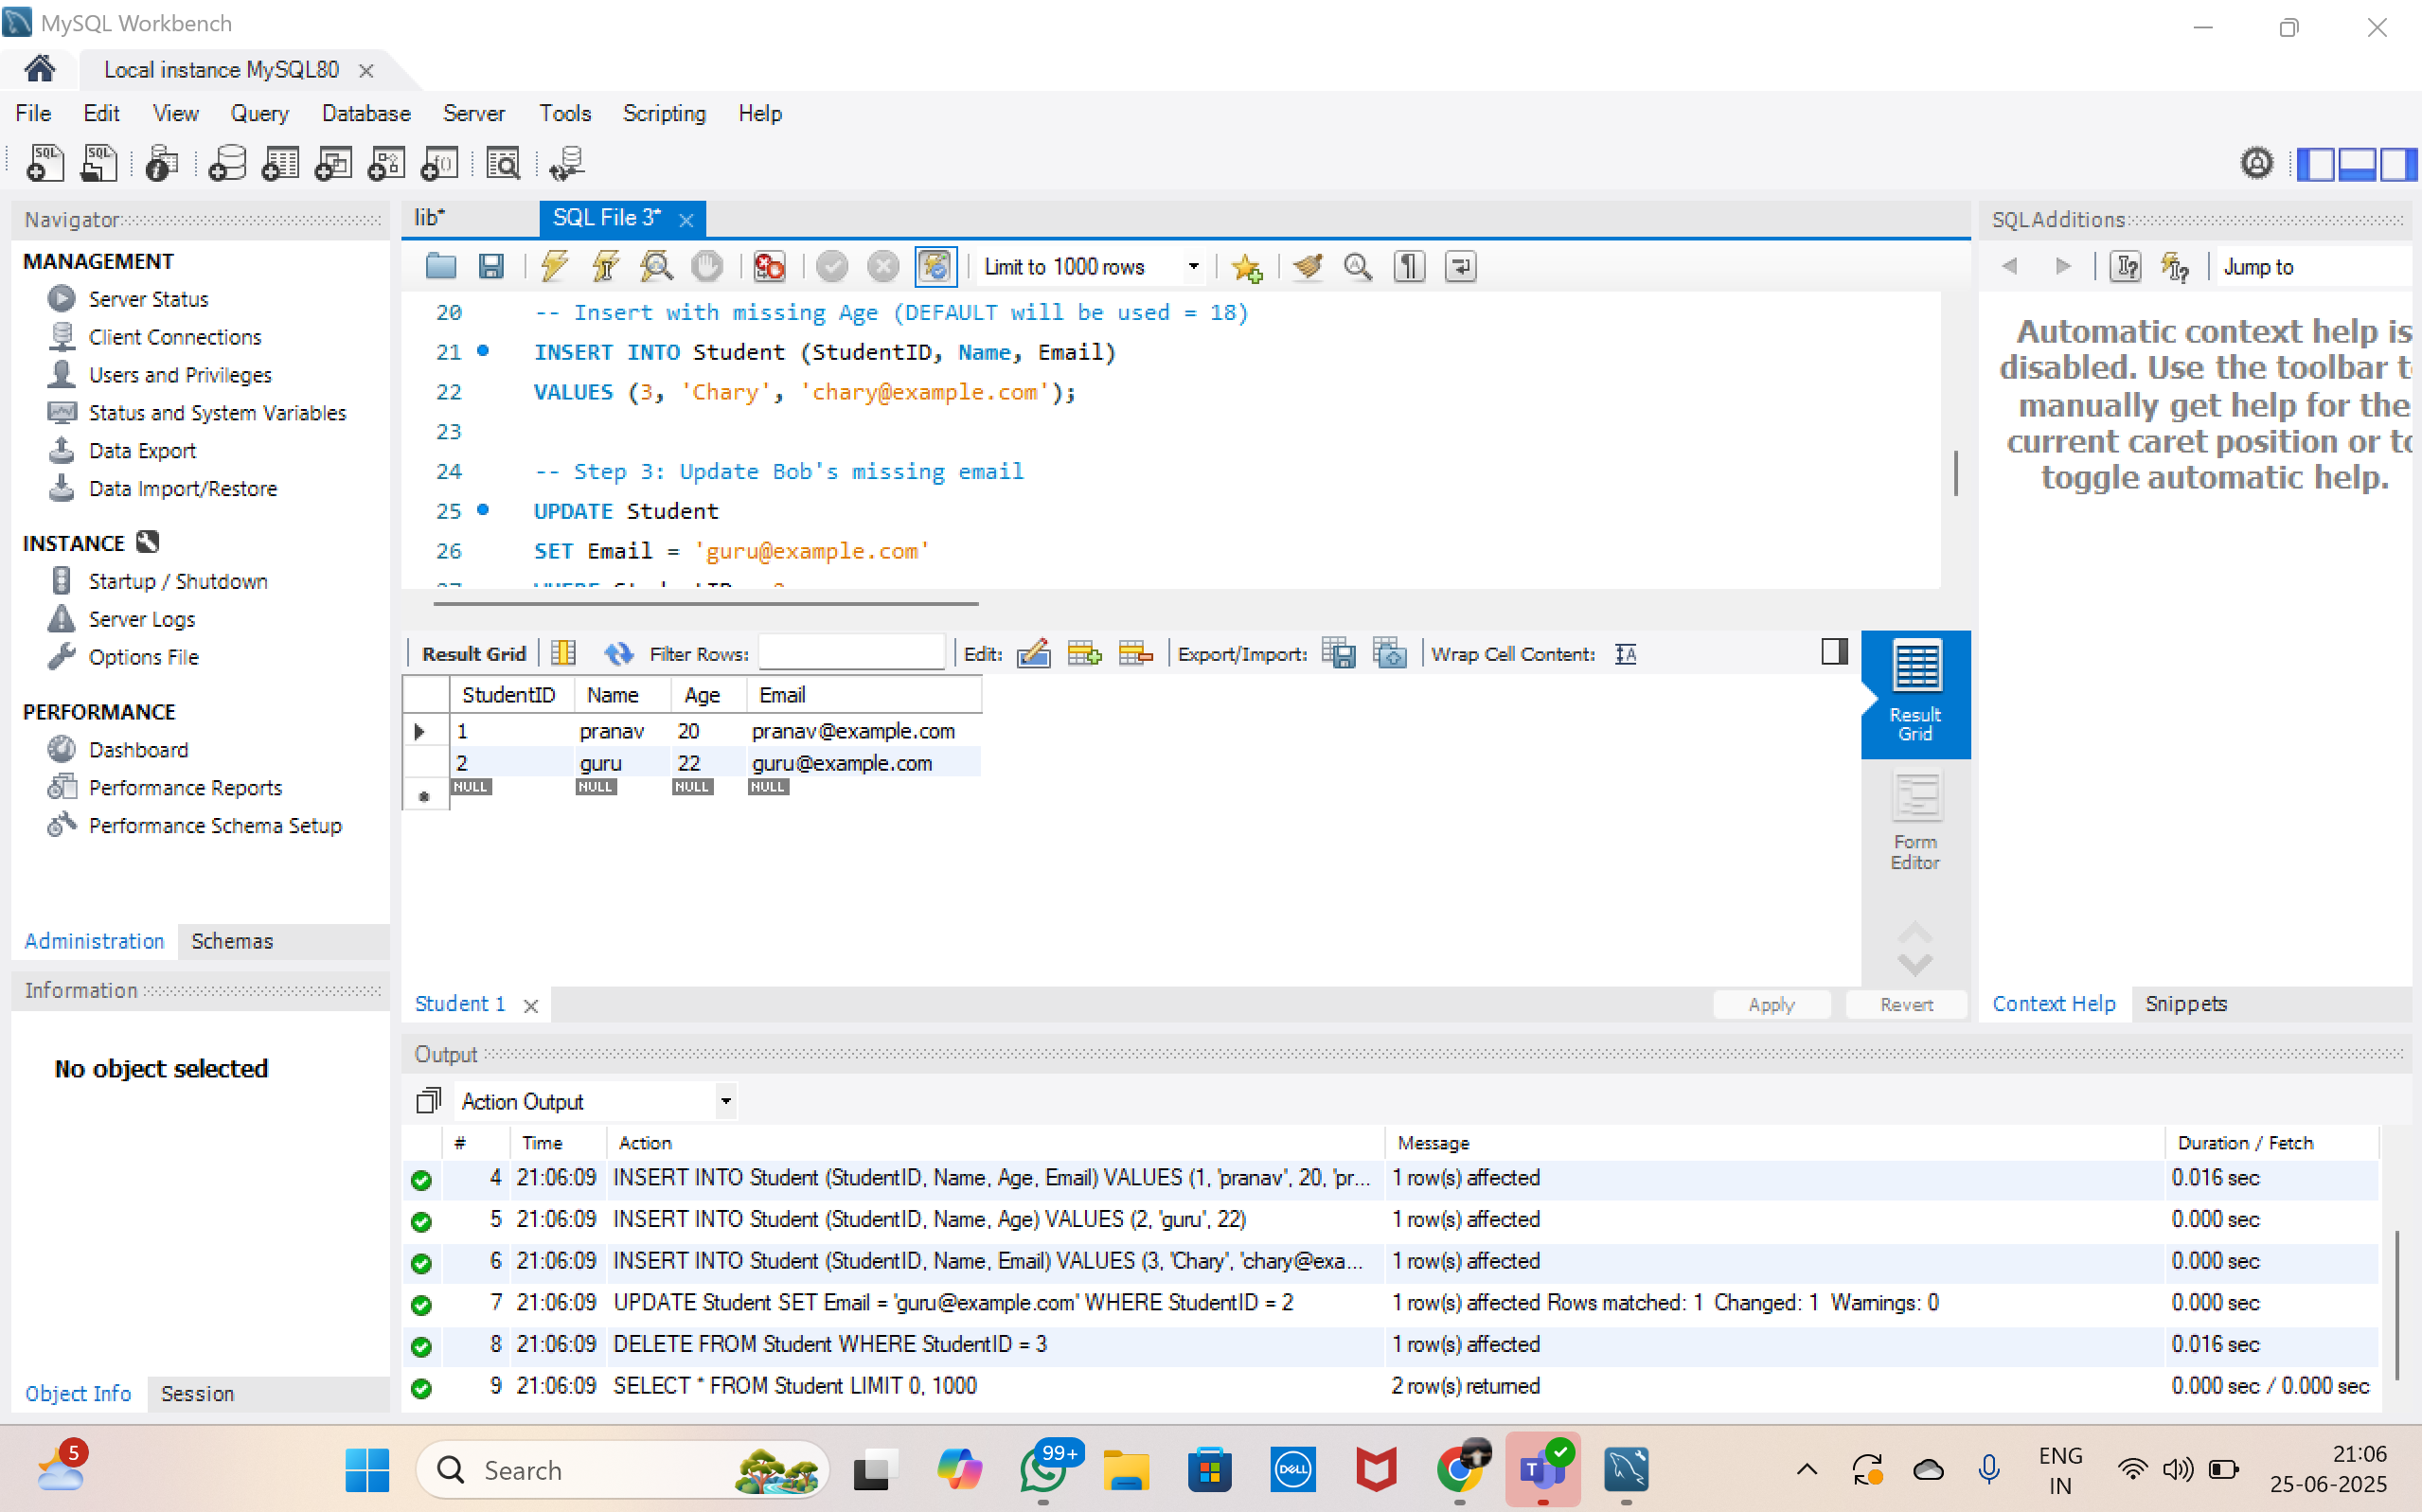 MySQL Workbench
Local instance MySQL80
File Edit View Query Database Server Tools Scripting Help
Navigator
MANAGEMENT
Server Status
Client Connections
Users and Privileges
Status and System Variables
Data Export
Data Import/Restore
INSTANCE
Startup / Shutdown
Server Logs
Options File
PERFORMANCE
Dashboard
Performance Reports
Performance Schema Setup
Administration Schemas
Information
No object selected
Object Info Session
lib* SQL File 3*
Limit to 1000 rows
20 -- Insert with missing Age (DEFAULT will be used = 18)
21 INSERT INTO Student (StudentID, Name, Email)
22 VALUES (3, 'Chary', 'chary@example.com');
23
24 -- Step 3: Update Bob's missing email
25 UPDATE Student
26 SET Email = 'guru@example.com'
Result Grid Filter Rows: Edit: Export/Import: Wrap Cell Content:
StudentID Name Age Email
1 pranav 20 pranav@example.com
2 guru 22 guru@example.com
NULL NULL NULL NULL
Result
Grid
Form
Editor
Student 1 Apply Revert
SQLAdditions
Jump to
Automatic context help is
disabled. Use the toolbar t
manually get help for the
current caret position or to
toggle automatic help.
Context Help Snippets
Output
Action Output
# Time Action Message Duration / Fetch
4 21:06:09 INSERT INTO Student (StudentID, Name, Age, Email) VALUES (1, 'pranav', 20, 'pr... 1 row(s) affected 0.016 sec
5 21:06:09 INSERT INTO Student (StudentID, Name, Age) VALUES (2, 'guru', 22) 1 row(s) affected 0.000 sec
6 21:06:09 INSERT INTO Student (StudentID, Name, Email) VALUES (3, 'Chary', 'chary@exa... 1 row(s) affected 0.000 sec
7 21:06:09 UPDATE Student SET Email = 'guru@example.com' WHERE StudentID = 2 1 row(s) affected Rows matched: 1 Changed: 1 Warnings: 0 0.000 sec
8 21:06:09 DELETE FROM Student WHERE StudentID = 3 1 row(s) affected 0.016 sec
9 21:06:09 SELECT * FROM Student LIMIT 0, 1000 2 row(s) returned 0.000 sec / 0.000 sec
5 Search 99+ DELL T ENG
IN
21:06
25-06-2025